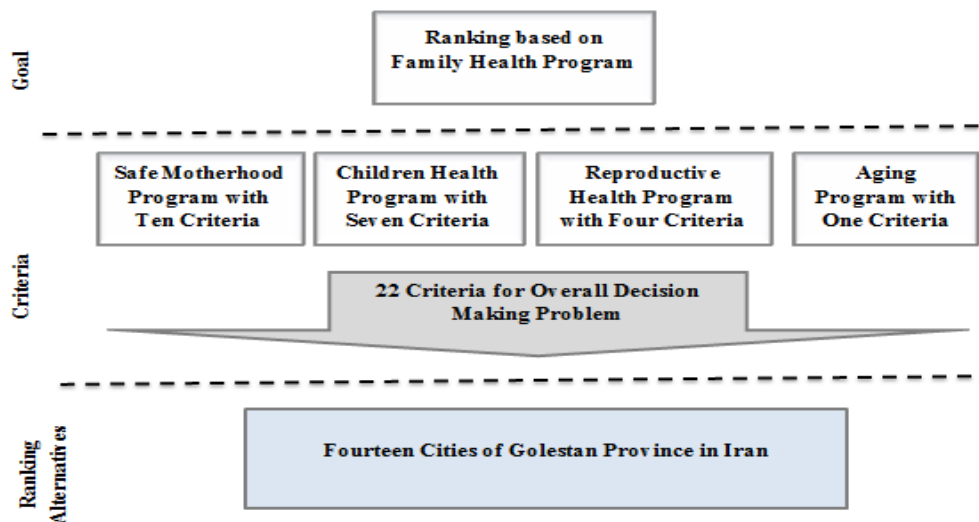 Goal
Ranking based on
Family Health Program
Criteria
Safe Motherhood
Program with
Ten Criteria
Children Health
Program with
Seven Criteria
Reproductive
Health Program
with Four Criteria
Aging
Program with
One Criteria
22 Criteria for Overall Decision
Making Problem
Ranking
Alternatives
Fourteen Cities of Golestan Province in Iran